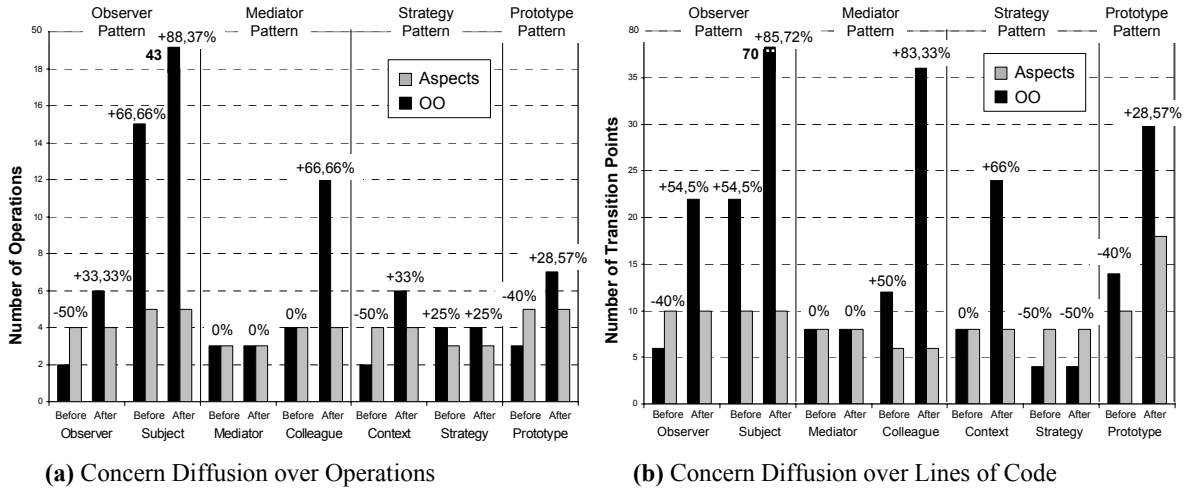 Observer Pattern
Mediator Pattern
Strategy Pattern
Prototype Pattern
Number of Operations
50
18
16
14
12
10
8
6
4
2
0
-50%
+33,33%
+66,66%
43
+88,37%
0%
0%
0%
+66,66%
-50%
+33%
+25%
+25%
-40%
+28,57%
Aspects
OO
Before After Before After Before After Before After Before After Before After Before After
Observer Subject Mediator Colleague Context Strategy Prototype
(a) Concern Diffusion over Operations
Observer Pattern
Mediator Pattern
Strategy Pattern
Prototype Pattern
Number of Transition Points
80
35
30
25
20
15
10
5
0
-40%
+54,5%
+54,5%
70
+85,72%
0%
0%
+50%
+83,33%
0%
+66%
-50%
-50%
-40%
+28,57%
Aspects
OO
Before After Before After Before After Before After Before After Before After Before After
Observer Subject Mediator Colleague Context Strategy Prototype
(b) Concern Diffusion over Lines of Code